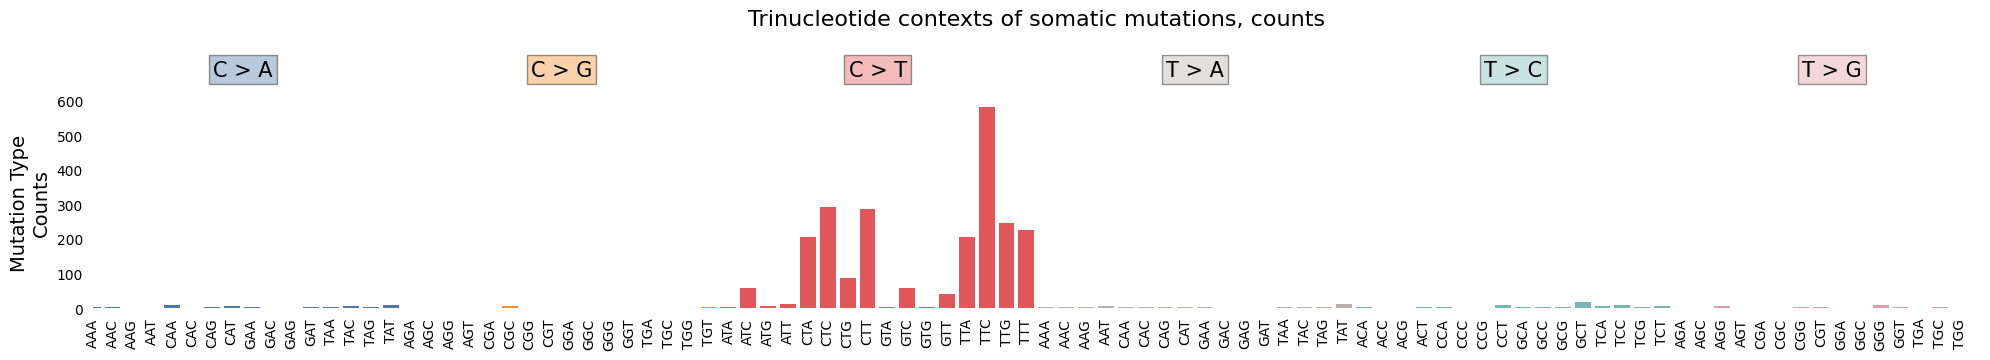 Trinucleotide contexts of somatic mutations, counts
C > A
C > G
C > T
T > A
T > C
T > G
Mutation Type
Counts
600
500
400
300
200
100
0
AAA
AAC
AAG
AAT
CAA
CAC
CAG
CAT
GAA
GAC
GAG
GAT
TAA
TAC
TAG
TAT
AGA
AGC
AGG
AGT
CGA
CGC
CGG
CGT
GGA
GGC
GGG
GGT
TGA
TGC
TGG
TGT
ATA
ATC
ATG
ATT
CTA
CTC
CTG
CTT
GTA
GTC
GTG
GTT
TTA
TTC
TTG
TTT
AAA
AAC
AAG
AAT
CAA
CAC
CAG
CAT
GAA
GAC
GAG
GAT
TAA
TAC
TAG
TAT
ACA
ACC
ACG
ACT
CCA
CCC
CCG
CCT
GCA
GCC
GCG
GCT
TCA
TCC
TCG
TCT
AGA
AGC
AGG
AGT
CGA
CGC
CGG
CGT
GGA
GGC
GGG
GGT
TGA
TGC
TGG